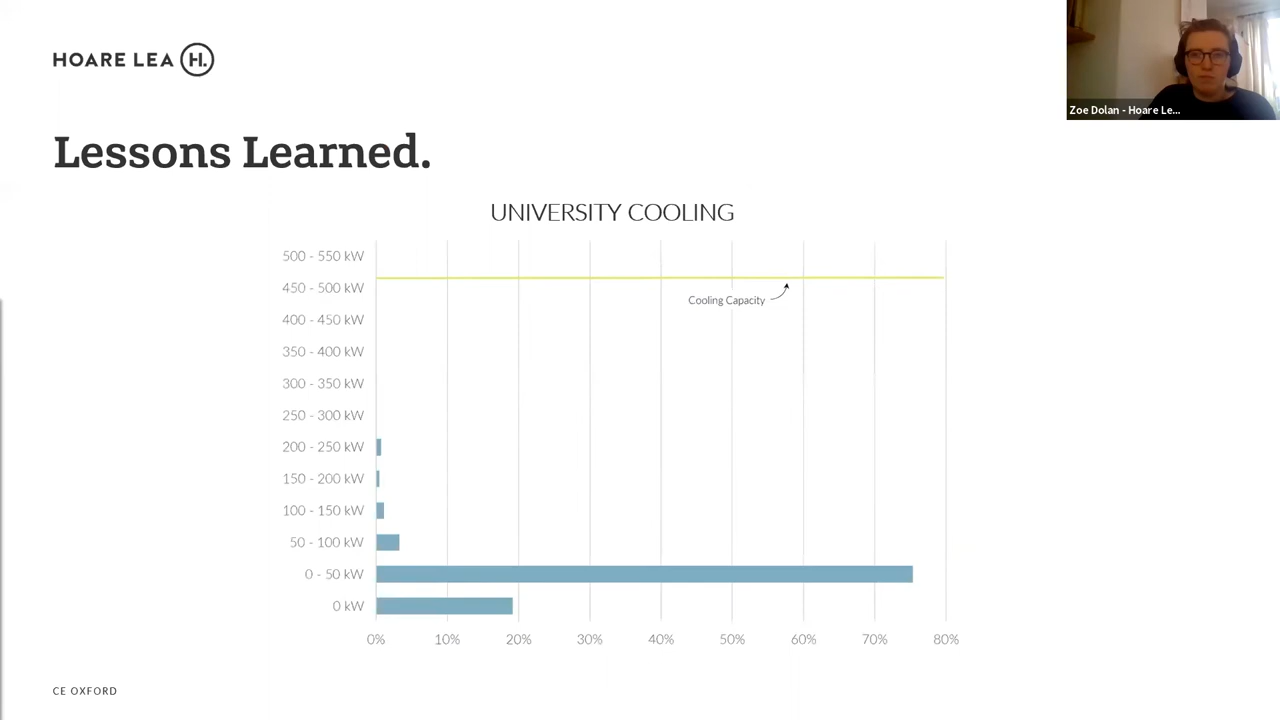 HOARE LEA H.
Zoe Dolan - Hoare Le...
Lessons Learned.
UNIVERSITY COOLING
500 - 550 kW
450 - 500 kW
Cooling Capacity
400 - 450 kW
350 - 400 kW
300 - 350 kW
250 - 300 kW
200 - 250 kW
150 - 200 kW
100 - 150 kW
50 - 100 kW
0 - 50 kW
0 kW
0% 10% 20% 30% 40% 50% 60% 70% 80%
CE OXFORD